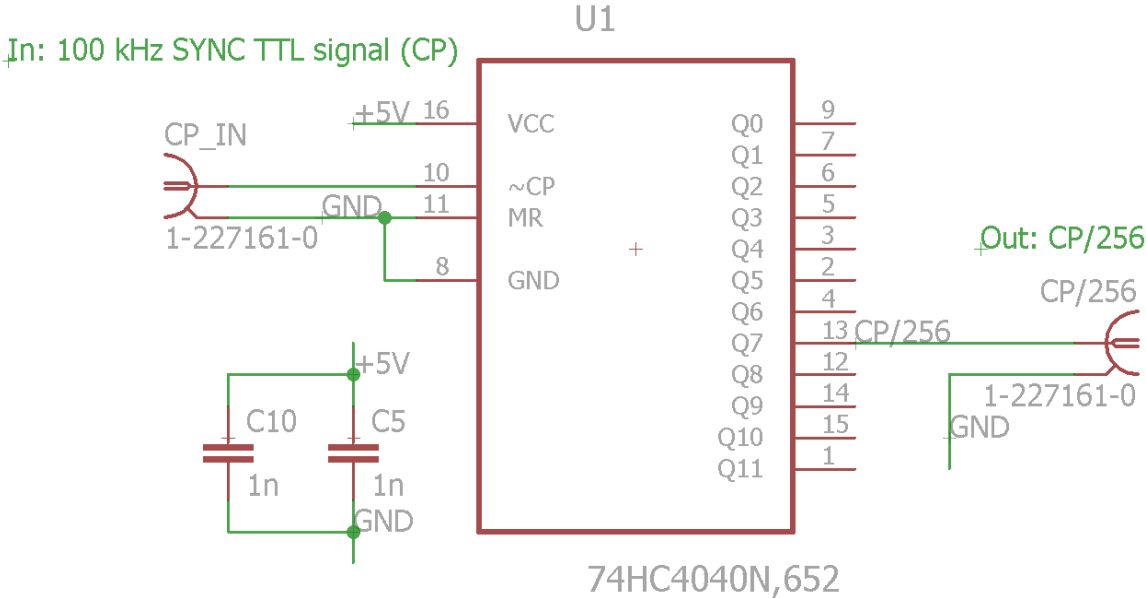 U1
In: 100 kHz SYNC TTL signal (CP)
+5V 16 VCC Q0 9
CP_IN
Q1 7
10 ~CP Q2 6
GND 11 MR Q3 5
1-227161-0
Q4 3
Out: CP/256
8 GND Q5 2
CP/256
Q6 4
Q7 13 CP/256
+5V
Q8 12
1-227161-0
Q9 14
C10 C5
Q10 15
GND
Q11 1
1n 1n
GND
74HC4040N,652